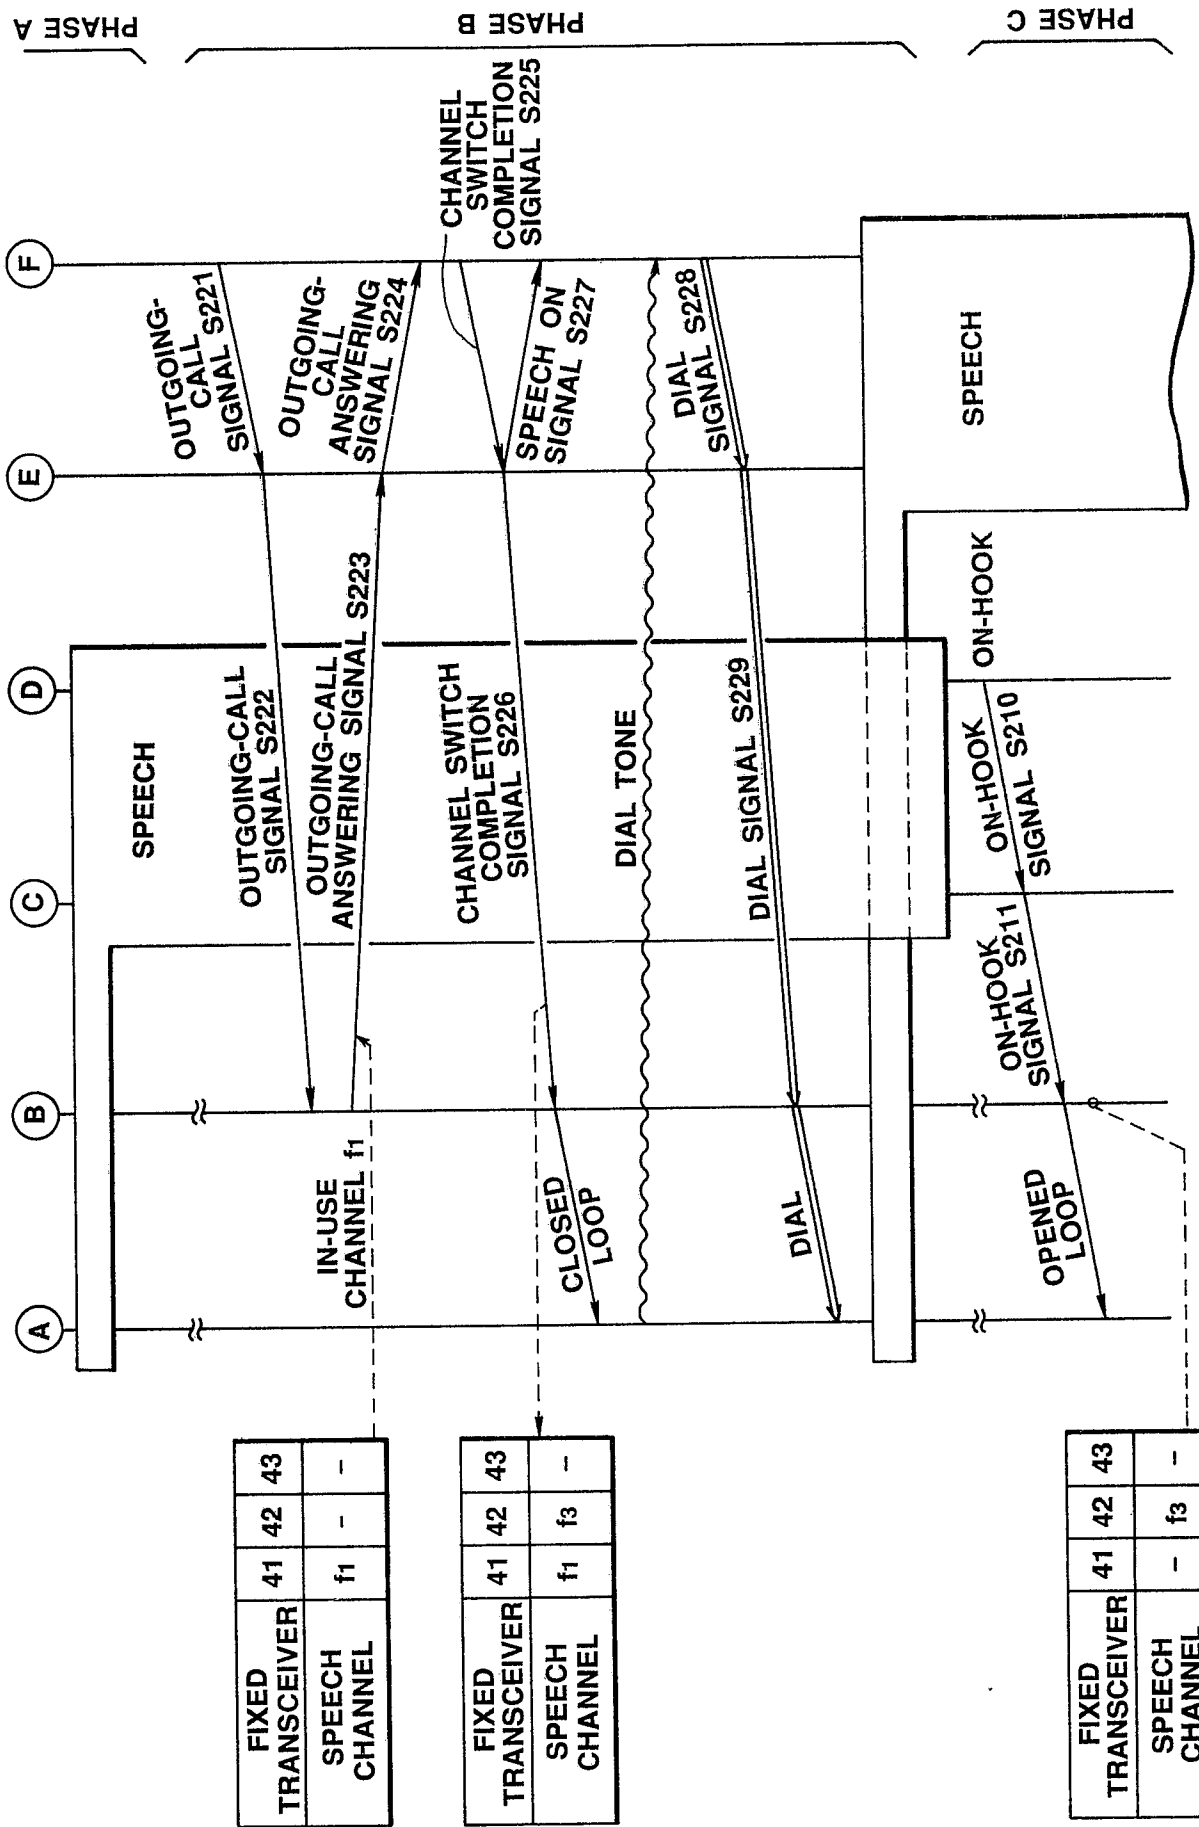 PHASE A
PHASE B
PHASE C
A
B
C
D
E
F
SPEECH
OUTGOING-
CALL
SIGNAL S221
OUTGOING-CALL
SIGNAL S222
OUTGOING-CALL
ANSWERING SIGNAL S223
OUTGOING-
CALL
ANSWERING
SIGNAL S224
IN-USE
CHANNEL f1
FIXED
TRANSCEIVER
41
42
43
SPEECH
CHANNEL
f1
-
-
CHANNEL
SWITCH
COMPLETION
SIGNAL S225
CHANNEL SWITCH
COMPLETION
SIGNAL S226
SPEECH ON
SIGNAL S227
CLOSED
LOOP
FIXED
TRANSCEIVER
41
42
43
SPEECH
CHANNEL
f1
f3
-
DIAL TONE
DIAL
SIGNAL S228
DIAL SIGNAL S229
DIAL
SPEECH
ON-HOOK
ON-HOOK
SIGNAL S210
ON-HOOK
SIGNAL S211
OPENED
LOOP
FIXED
TRANSCEIVER
41
42
43
SPEECH
CHANNEL
-
f3
-